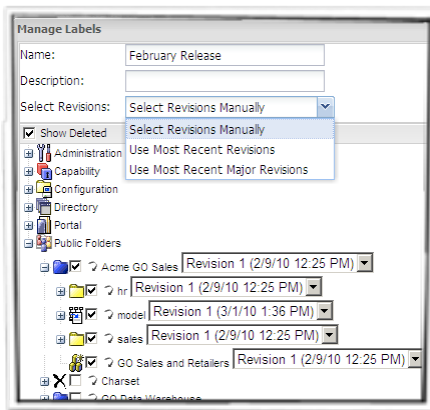 Manage Labels
Name: February Release
Description:
Select Revisions: Select Revisions Manually
Select Revisions Manually
Use Most Recent Revisions
Use Most Recent Major Revisions
Show Deleted
Administration
Capability
Configuration
Directory
Portal
Public Folders
Acme GO Sales Revision 1 (2/9/10 12:25 PM)
hr Revision 1 (2/9/10 12:25 PM)
model Revision 1 (3/1/10 1:36 PM)
sales Revision 1 (2/9/10 12:25 PM)
GO Sales and Retailers Revision 1 (2/9/10 12:25 PM)
Charset
GO Data Warehouse